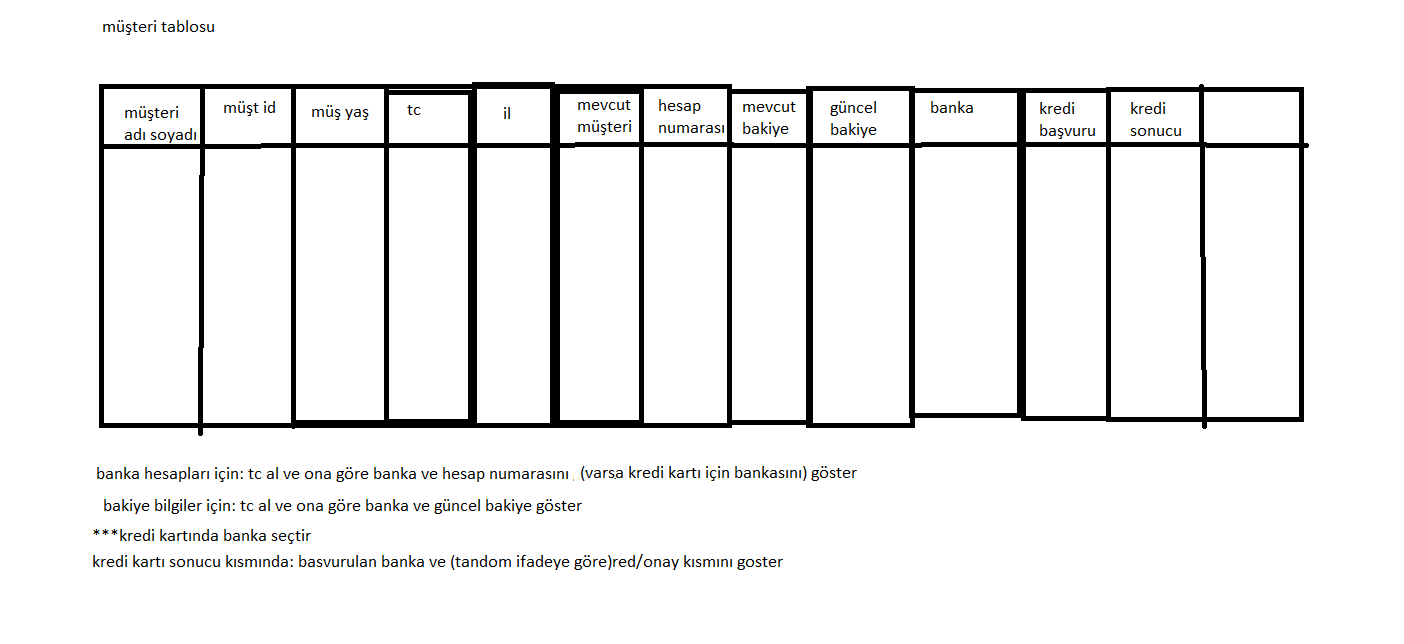 müşteri tablosu
müşteri adı soyadı
müşt id
müş yaş
tc
il
mevcut müşteri
hesap numarası
mevcut bakiye
güncel bakiye
banka
kredi başvuru
kredi sonucu
banka hesapları için: tc al ve ona göre banka ve hesap numarasını (varsa kredi kartı için bankasını) göster
bakiye bilgiler için: tc al ve ona göre banka ve güncel bakiye göster
***kredi kartında banka seçtir
kredi kartı sonucu kısmında: basvurulan banka ve (tandom ifadeye göre)red/onay kısmını goster